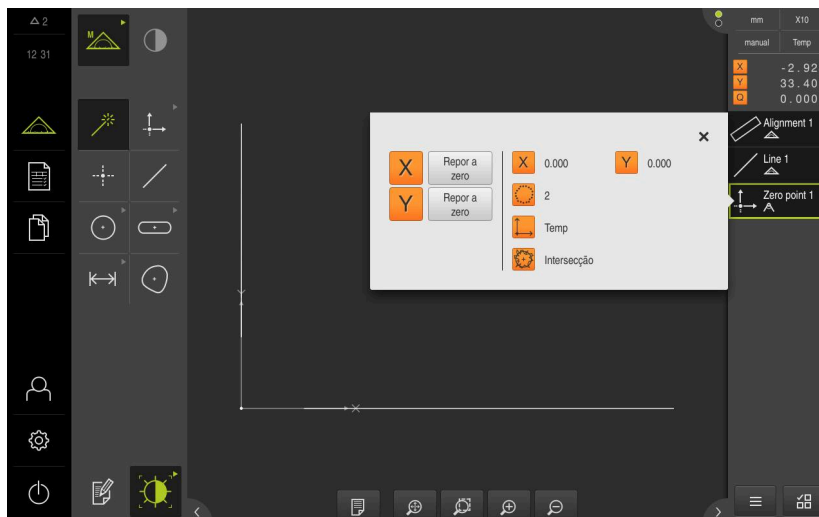 2
12 31
M
mm
X10
manual
Temp
X -2.92
Y 33.40
Q 0.000
Alignment 1
Line 1
Zero point 1
X
Repor a
zero
Y
Repor a
zero
X 0.000
Y 0.000
2
Temp
Intersecção
Y
X